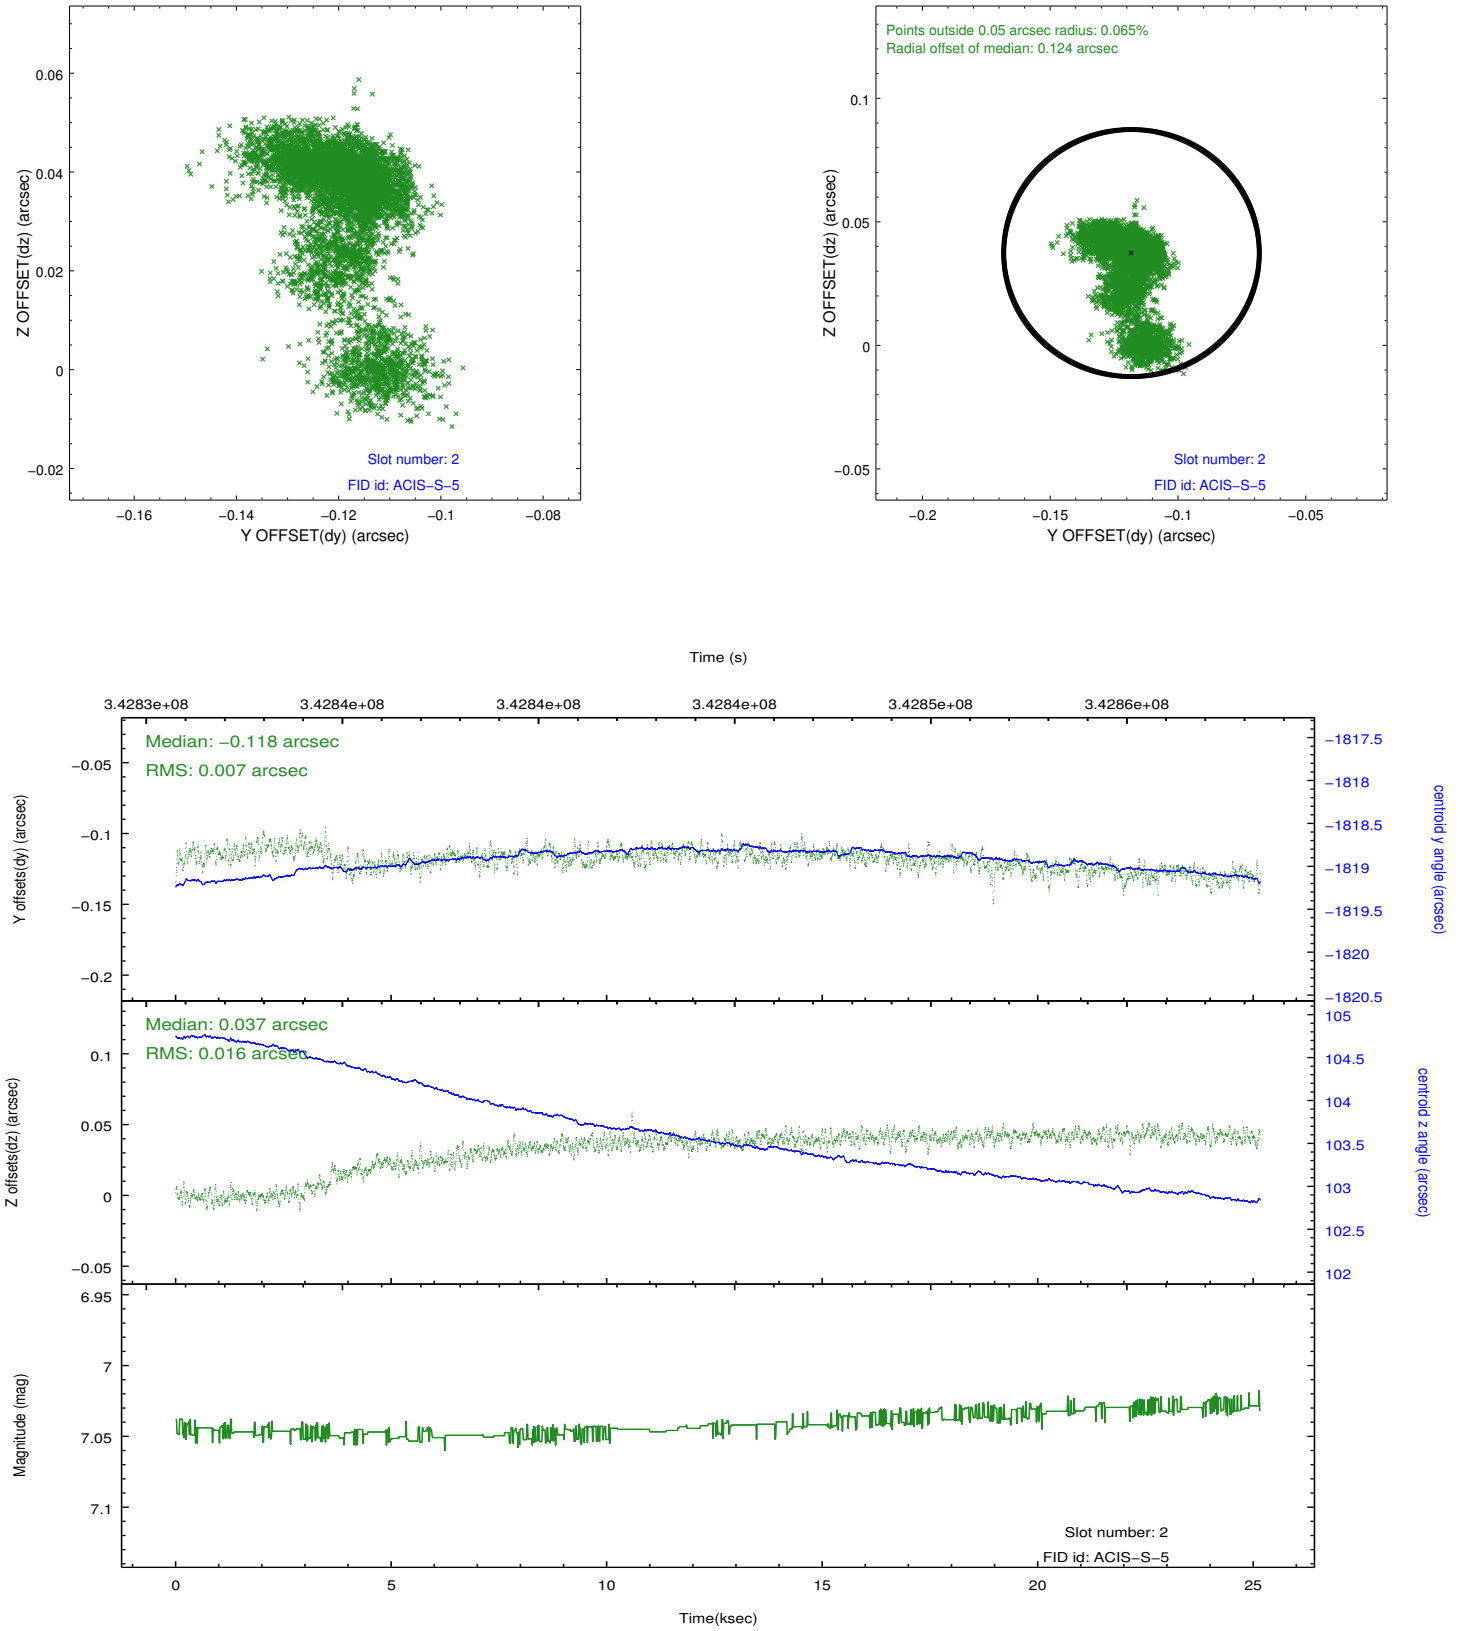 0.06
0.04
0.02
0
−0.02
Z OFFSET(dz) (arcsec)
Slot number: 2
FID id: ACIS−S−5
−0.16
−0.14
−0.12
−0.1
−0.08
Y OFFSET(dy) (arcsec)
Points outside 0.05 arcsec radius: 0.065%
Radial offset of median: 0.124 arcsec
0.1
0.05
0
−0.05
Z OFFSET(dz) (arcsec)
Slot number: 2
FID id: ACIS−S−5
−0.2
−0.15
−0.1
−0.05
Y OFFSET(dy) (arcsec)
Time (s)
3.4283e+08
3.4284e+08
3.4284e+08
3.4284e+08
3.4285e+08
3.4286e+08
Median: −0.118 arcsec
RMS: 0.007 arcsec
−0.05
−0.1
−0.15
−0.2
Y offsets(dy) (arcsec)
−1817.5
−1818
−1818.5
−1819
−1819.5
−1820
−1820.5
centroid y angle (arcsec)
Median: 0.037 arcsec
RMS: 0.016 arcsec
0.1
0.05
0
−0.05
Z offsets(dz) (arcsec)
105
104.5
104
103.5
103
102.5
102
centroid z angle (arcsec)
6.95
7
7.05
7.1
Magnitude (mag)
Slot number: 2
FID id: ACIS−S−5
0
5
10
15
20
25
Time(ksec)